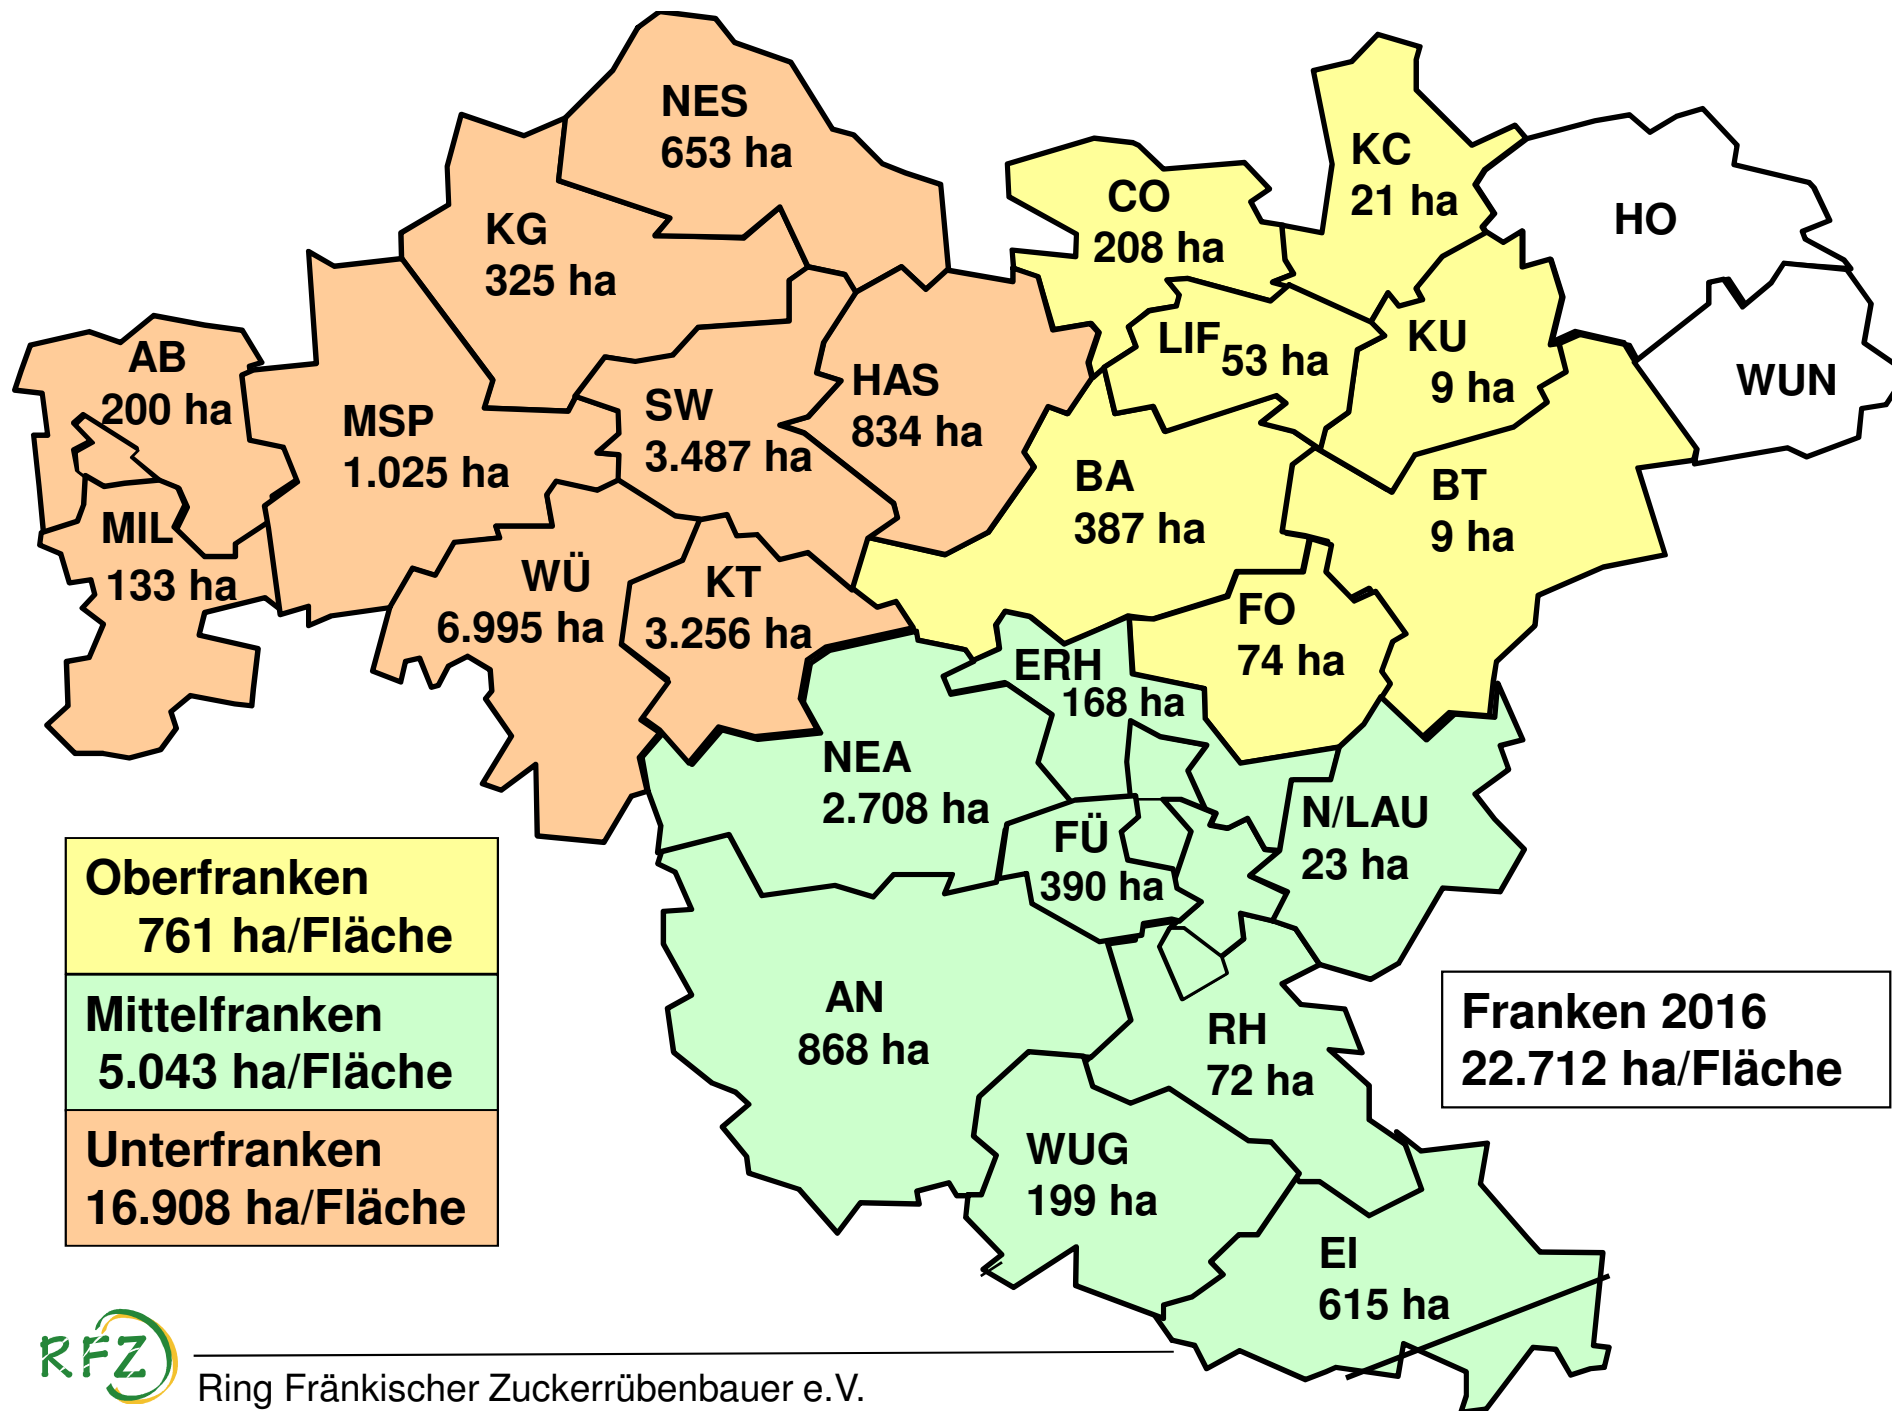 NES
653 ha
KC
21 ha
CO
208 ha
HO
KG
325 ha
LIF
53 ha
KU
9 ha
WUN
AB
200 ha
MSP
1.025 ha
SW
3.487 ha
HAS
834 ha
BA
387 ha
BT
9 ha
MIL
133 ha
WÜ
6.995 ha
KT
3.256 ha
FO
74 ha
ERH
168 ha
NEA
2.708 ha
FÜ
390 ha
N/LAU
23 ha
AN
868 ha
RH
72 ha
WUG
199 ha
EI
615 ha
Oberfranken
761 ha/Fläche
Mittelfranken
5.043 ha/Fläche
Unterfranken
16.908 ha/Fläche
Franken 2016
22.712 ha/Fläche
RFZ
Ring Fränkischer Zuckerrübenbauer e.V.